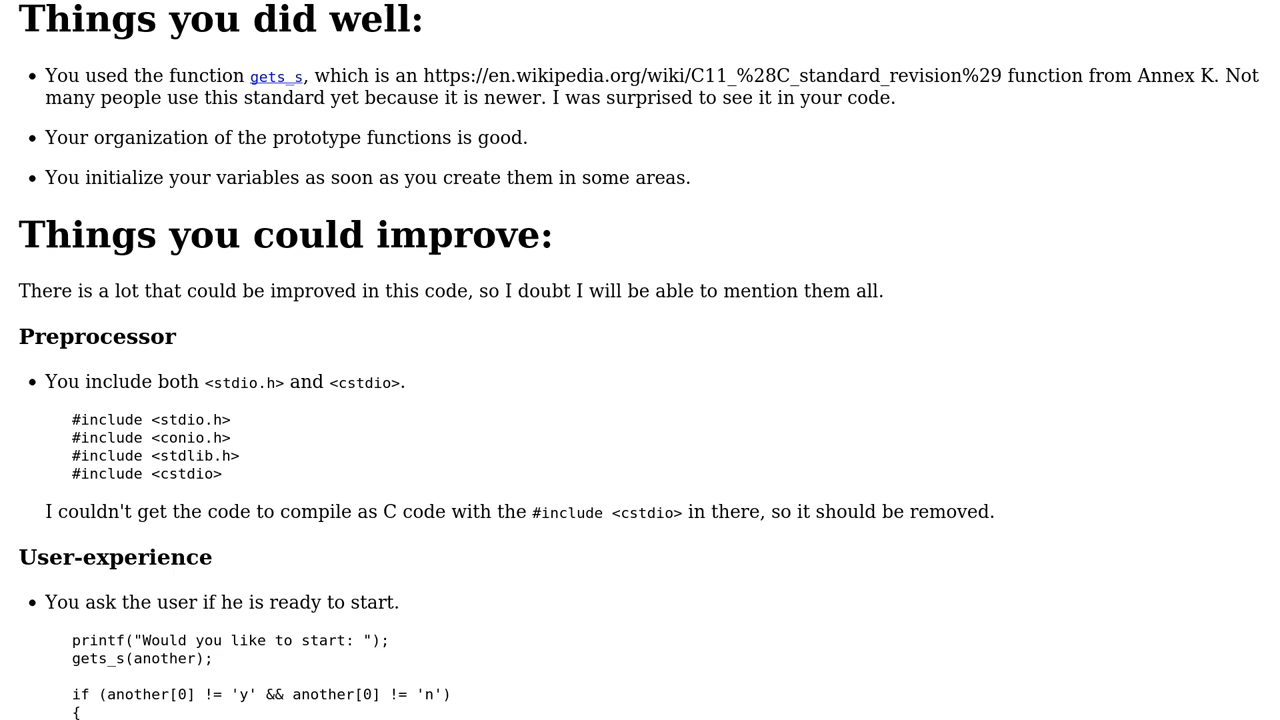 Things you did well:
• You used the function gets_s, which is an https://en.wikipedia.org/wiki/C11_%28C_standard_revision%29 function from Annex K. Not
many people use this standard yet because it is newer. I was surprised to see it in your code.
• Your organization of the prototype functions is good.
• You initialize your variables as soon as you create them in some areas.
Things you could improve:
There is a lot that could be improved in this code, so I doubt I will be able to mention them all.
Preprocessor
• You include both <stdio.h> and <cstdio>.
#include <stdio.h>
#include <conio.h>
#include <stdlib.h>
#include <cstdio>
I couldn't get the code to compile as C code with the #include <cstdio> in there, so it should be removed.
User-experience
• You ask the user if he is ready to start.
printf("Would you like to start: ");
gets_s(another);
if (another[0] != 'y' && another[0] != 'n')
{